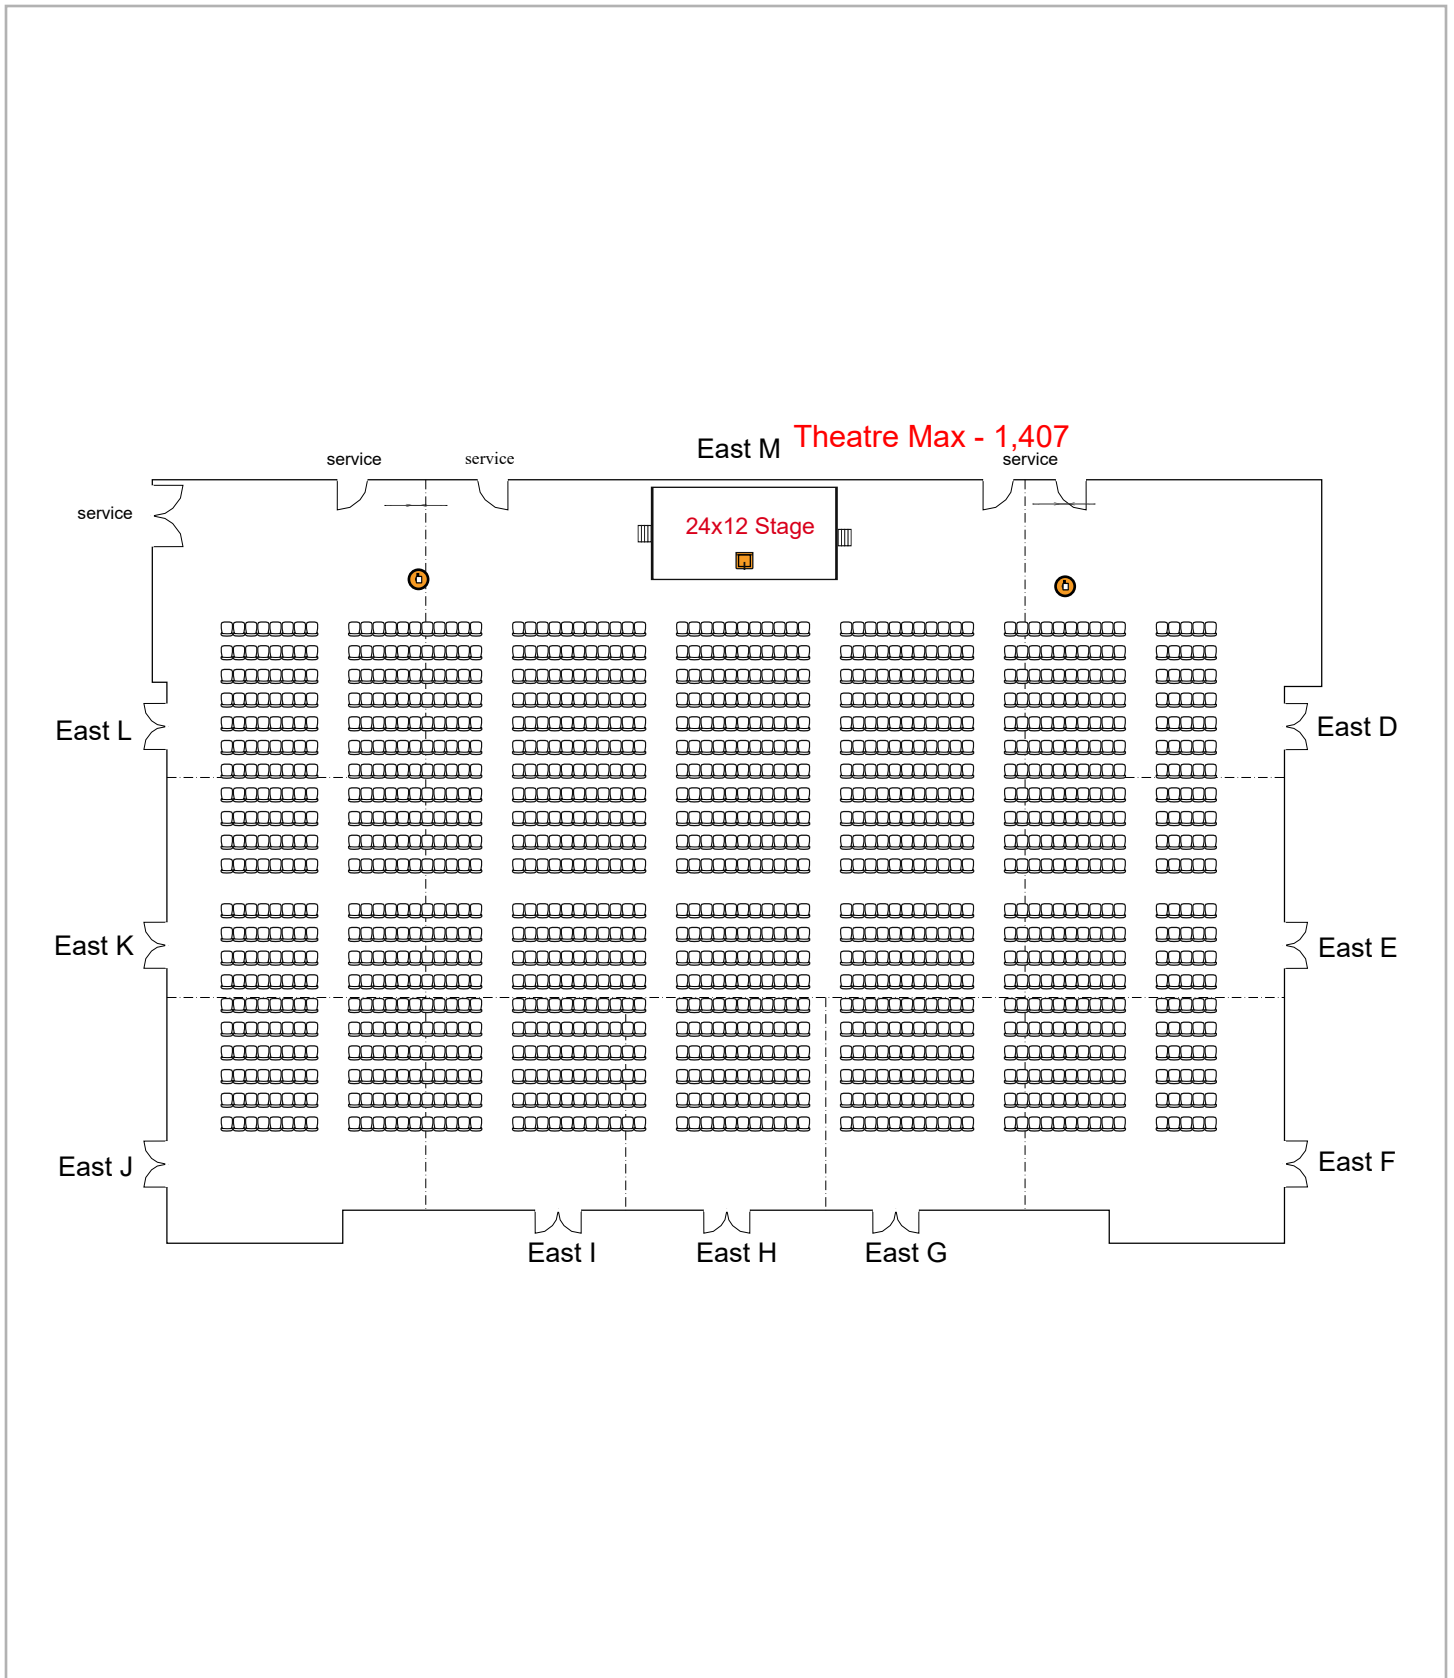 East M
Theatre Max - 1,407
service
service
service
service
24x12 Stage
East L
East D
East K
East E
East J
East F
East I
East H
East G